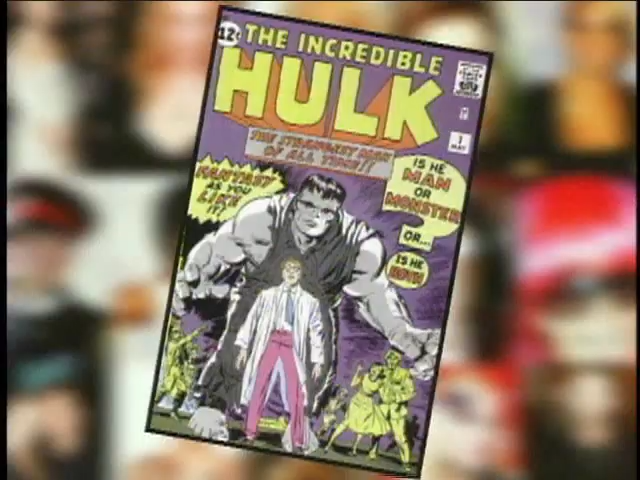 12¢
THE INCREDIBLE
HULK
1
MAY
THE STRANGEST MAN
OF ALL TIME!!
IS HE
MAN
OR
MONSTER
OR...
IS HE
BOTH
FANTASY
AS YOU
LIKE
IT!